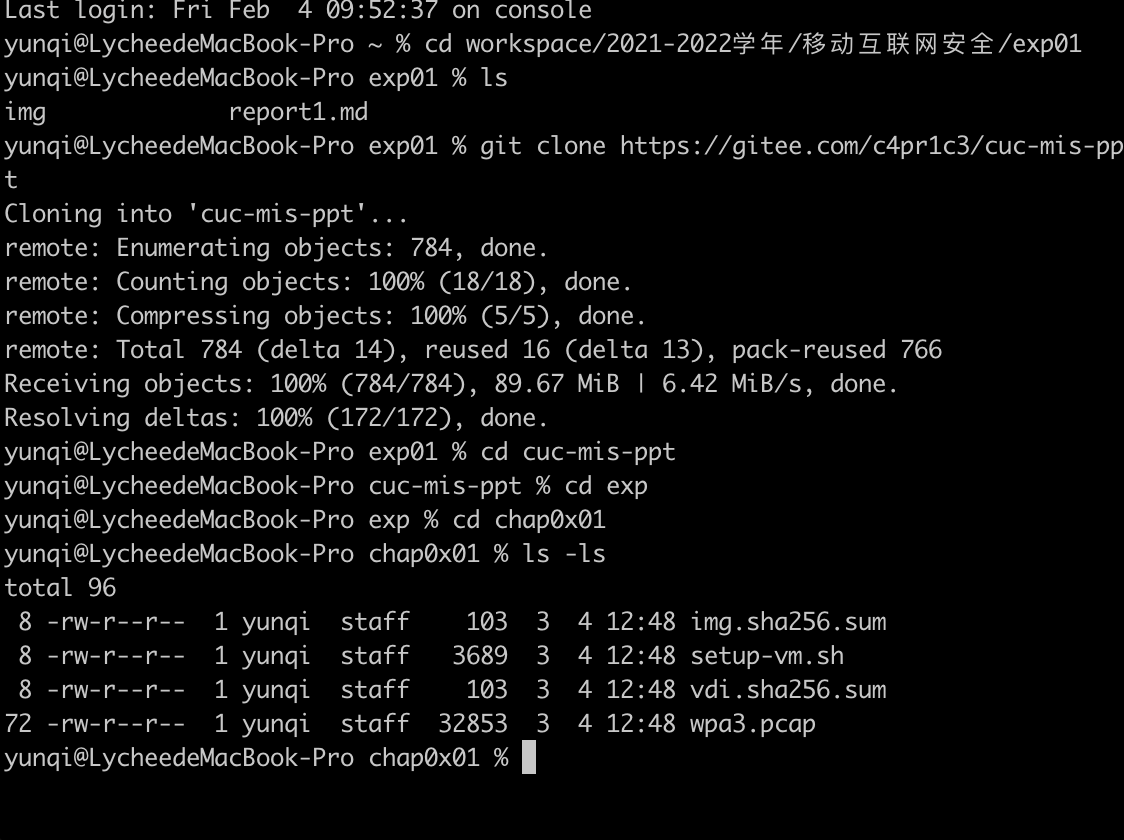 Last login: Fri Feb  4 09:52:37 on console
yunqi@LycheedeMacBook-Pro ~ % cd workspace/2021-2022学年/移动互联网安全/exp01
yunqi@LycheedeMacBook-Pro exp01 % ls
img             report1.md
yunqi@LycheedeMacBook-Pro exp01 % git clone https://gitee.com/c4pr1c3/cuc-mis-pp
t
Cloning into 'cuc-mis-ppt'...
remote: Enumerating objects: 784, done.
remote: Counting objects: 100% (18/18), done.
remote: Compressing objects: 100% (5/5), done.
remote: Total 784 (delta 14), reused 16 (delta 13), pack-reused 766
Receiving objects: 100% (784/784), 89.67 MiB | 6.42 MiB/s, done.
Resolving deltas: 100% (172/172), done.
yunqi@LycheedeMacBook-Pro exp01 % cd cuc-mis-ppt
yunqi@LycheedeMacBook-Pro cuc-mis-ppt % cd exp
yunqi@LycheedeMacBook-Pro exp % cd chap0x01
yunqi@LycheedeMacBook-Pro chap0x01 % ls -ls
total 96
 8 -rw-r--r--  1 yunqi  staff    103  3  4 12:48 img.sha256.sum
 8 -rw-r--r--  1 yunqi  staff   3689  3  4 12:48 setup-vm.sh
 8 -rw-r--r--  1 yunqi  staff    103  3  4 12:48 vdi.sha256.sum
72 -rw-r--r--  1 yunqi  staff  32853  3  4 12:48 wpa3.pcap
yunqi@LycheedeMacBook-Pro chap0x01 %